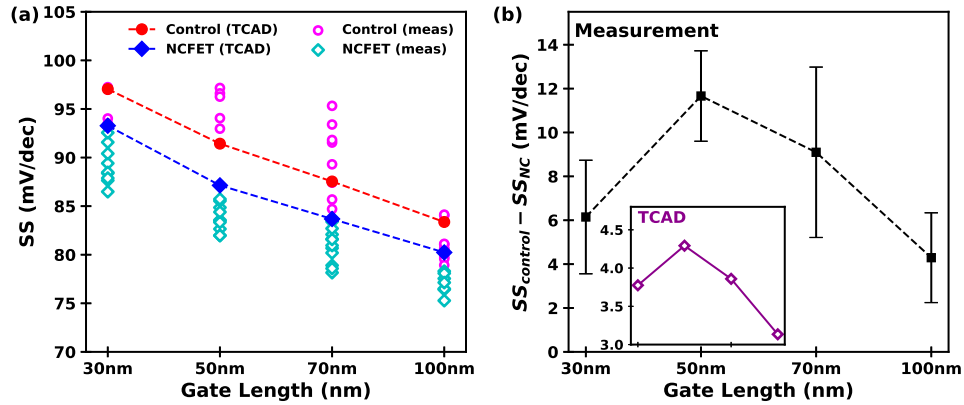 (a)
105
100
95
90
85
80
75
70
SS (mV/dec)
Control (TCAD)
NCFET (TCAD)
Control (meas)
NCFET (meas)
30nm 50nm 70nm 100nm
Gate Length (nm)
(b)
Measurement
14
12
10
8
6
4
2
0
SS_control − SS_NC (mV/dec)
TCAD
4.5
4.0
3.5
3.0
30nm 50nm 70nm 100nm
Gate Length (nm)